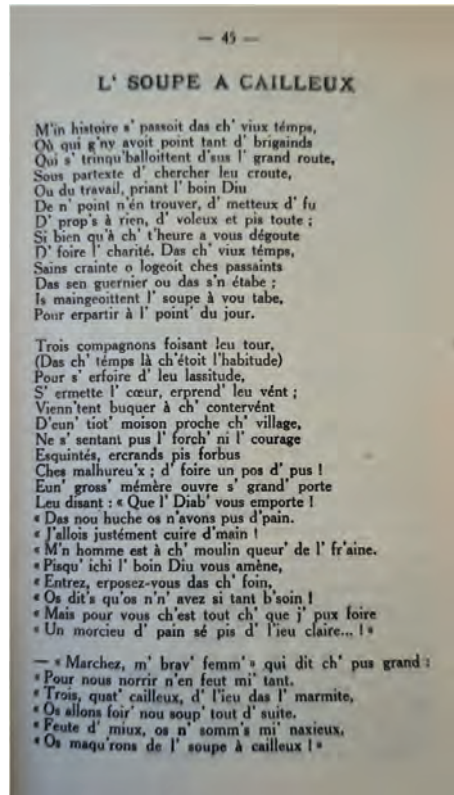 — 45 —
L' SOUPE A CAILLEUX
M'in histoire s' passoit das ch' viux témps,
Où qui g'ny avoit point tant d' brigainds
Qui s' trinqu'balloittent d'sus l' grand route,
Sous partexte d' chercher leu croute,
Ou du travail, priant l' boin Diu
De n' point n'én trouver, d' metteux d' fu
D' prop's à rien, d' voleux et pis toute ;
Si bien qu'à ch' t'heure a vous dégoute
D' foire l' charité. Das ch' viux témps,
Sains crainte o logeoit ches passaints
Das sen guernier ou das s'n étabe ;
Is maingeoittent l' soupe à vou tabe,
Pour erpartir à l' point' du jour.
Trois compagnons foisant leu tour,
(Das ch' témps là ch'étoit l'habitude)
Pour s' erfoire d' leu lassitude,
S' ermette l' cœur, erprend' leu vént ;
Vienn'tent buquer à ch' contervént
D'eun' tiot' moison proche ch' village,
Ne s' sentant pus l' forch' ni l' courage
Esquintés, ercrands pis forbus
Ches malhureu'x ; d' foire un pos d' pus !
Eun' gross' mémère ouvre s' grand' porte
Leu disant : « Que l' Diab' vous emporte !
« Das nou huche os n'avons pus d'pain.
« J'allois justément cuire d'main !
« M'n homme est à ch' moulin queur' de l' fr'aine.
« Pisqu' ichi l' boin Diu vous amène,
« Entrez, erposez-vous das ch' foin,
« Os dit's qu'os n'n' avez si tant b'soin !
« Mais pour vous ch'est tout ch' que j' pux foire
« Un morcieu d' pain sé pis d' l'ieu claire... ! »
— « Marchez, m' brav' femm' » qui dit ch' pus grand :
« Pour nous norrir n'en feut mi' tant.
« Trois, quat' cailleux, d' l'ieu das l' marmite,
« Os allons foir' nou soup' tout d' suite.
« Feute d' miux, os n' somm's mi' naxieux,
« Os maqu'rons de l' soupe à cailleux ! »